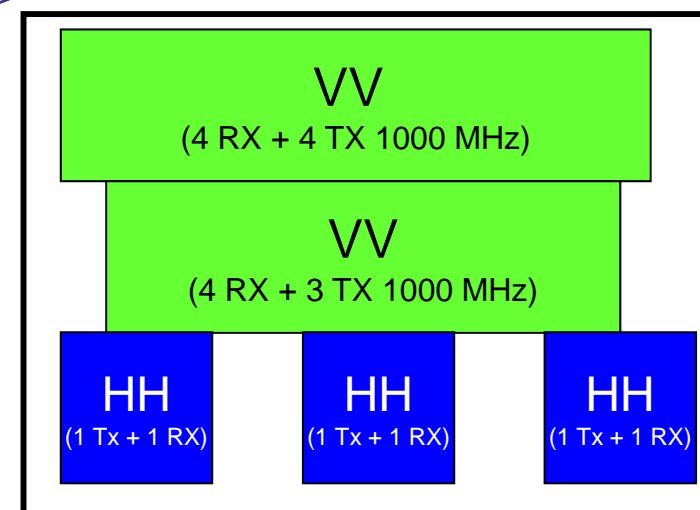 VV
(4 RX + 4 TX 1000 MHz)
VV
(4 RX + 3 TX 1000 MHz)
HH
(1 Tx + 1 RX)
HH
(1 Tx + 1 RX)
HH
(1 Tx + 1 RX)